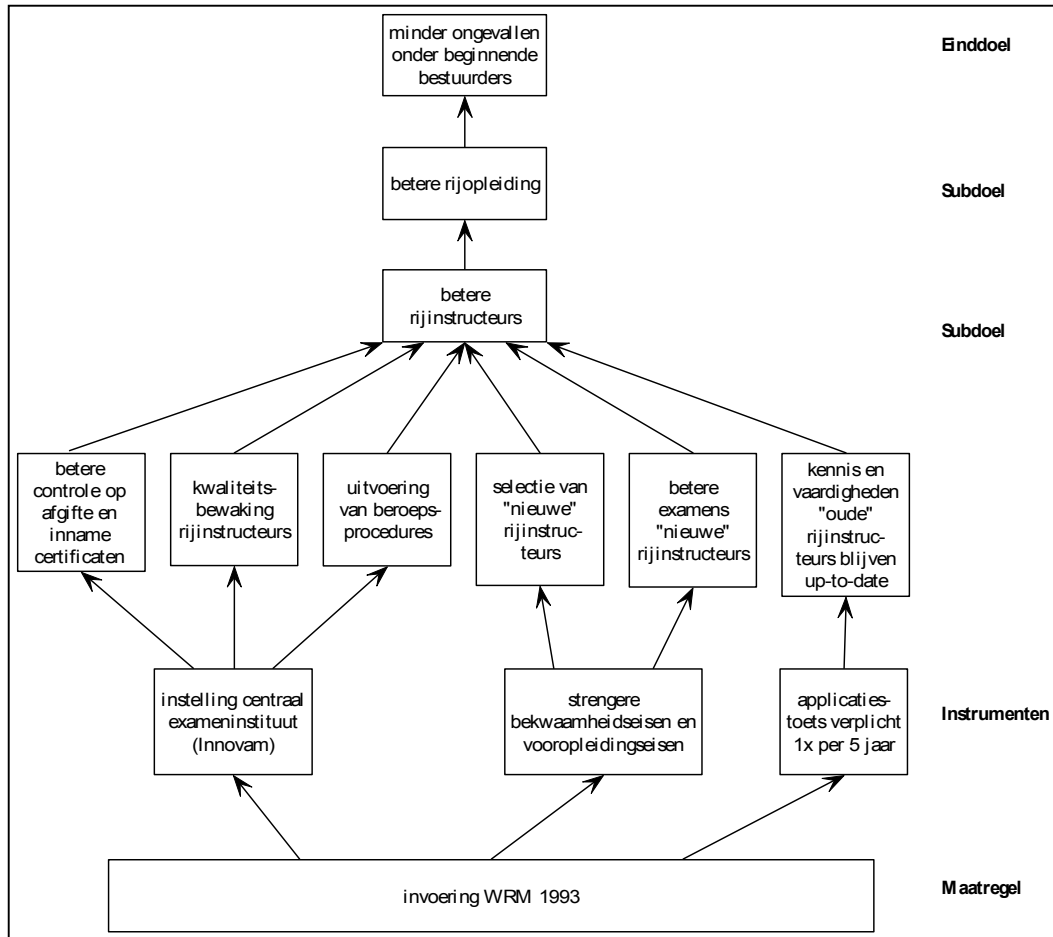 minder ongevallen
onder beginnende
bestuurders
Einddoel
betere rijopleiding
Subdoel
betere
rijinstructeurs
Subdoel
betere
controle op
afgifte en
inname
certificaten
kwaliteits-
bewaking
rijinstructeurs
uitvoering
van beroeps-
procedures
selectie van
"nieuwe"
rijinstruc-
teurs
betere
examens
"nieuwe"
rijinstructeurs
kennis en
vaardigheden
"oude"
rijinstruc-
teurs blijven
up-to-date
instelling centraal
exameninstituut
(Innovam)
strengere
bekwaamheidseisen en
vooropleidingseisen
applicaties-
toets verplicht
1x per 5 jaar
Instrumenten
invoering WRM 1993
Maatregel